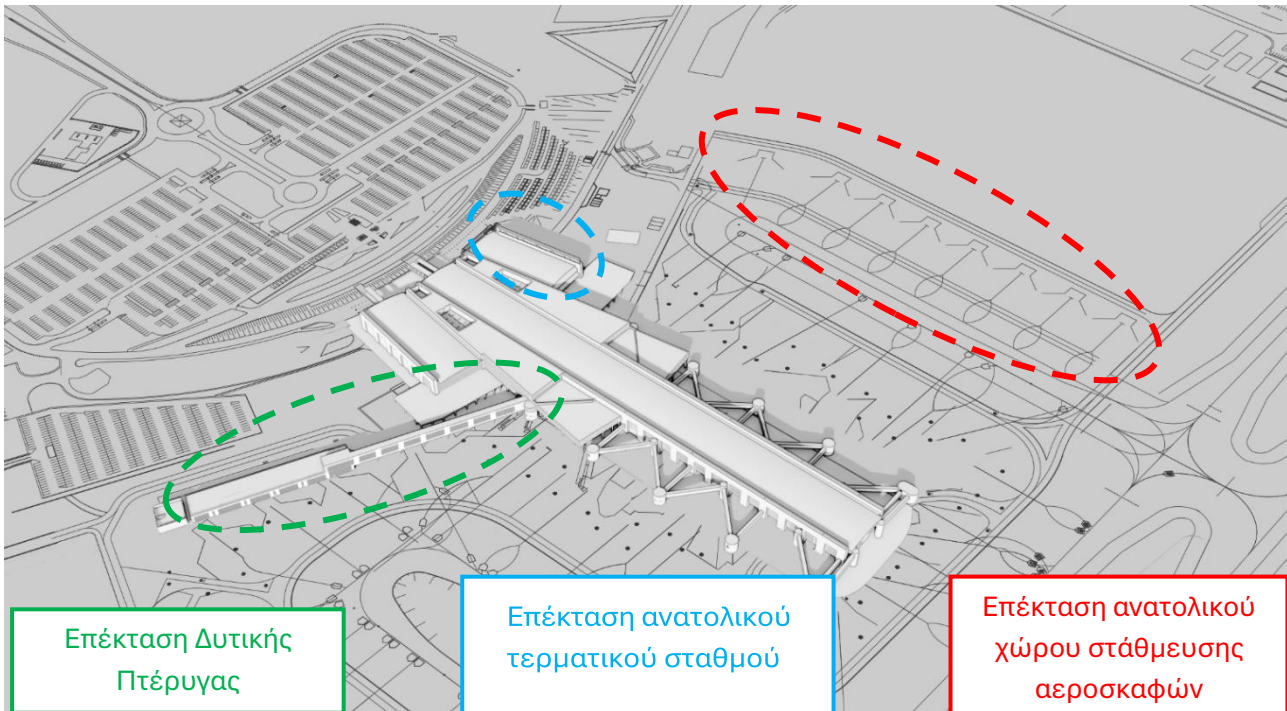 Επέκταση Δυτικής
Πτέρυγας
Επέκταση ανατολικού
τερματικού σταθμού
Επέκταση ανατολικού
χώρου στάθμευσης
αεροσκαφών